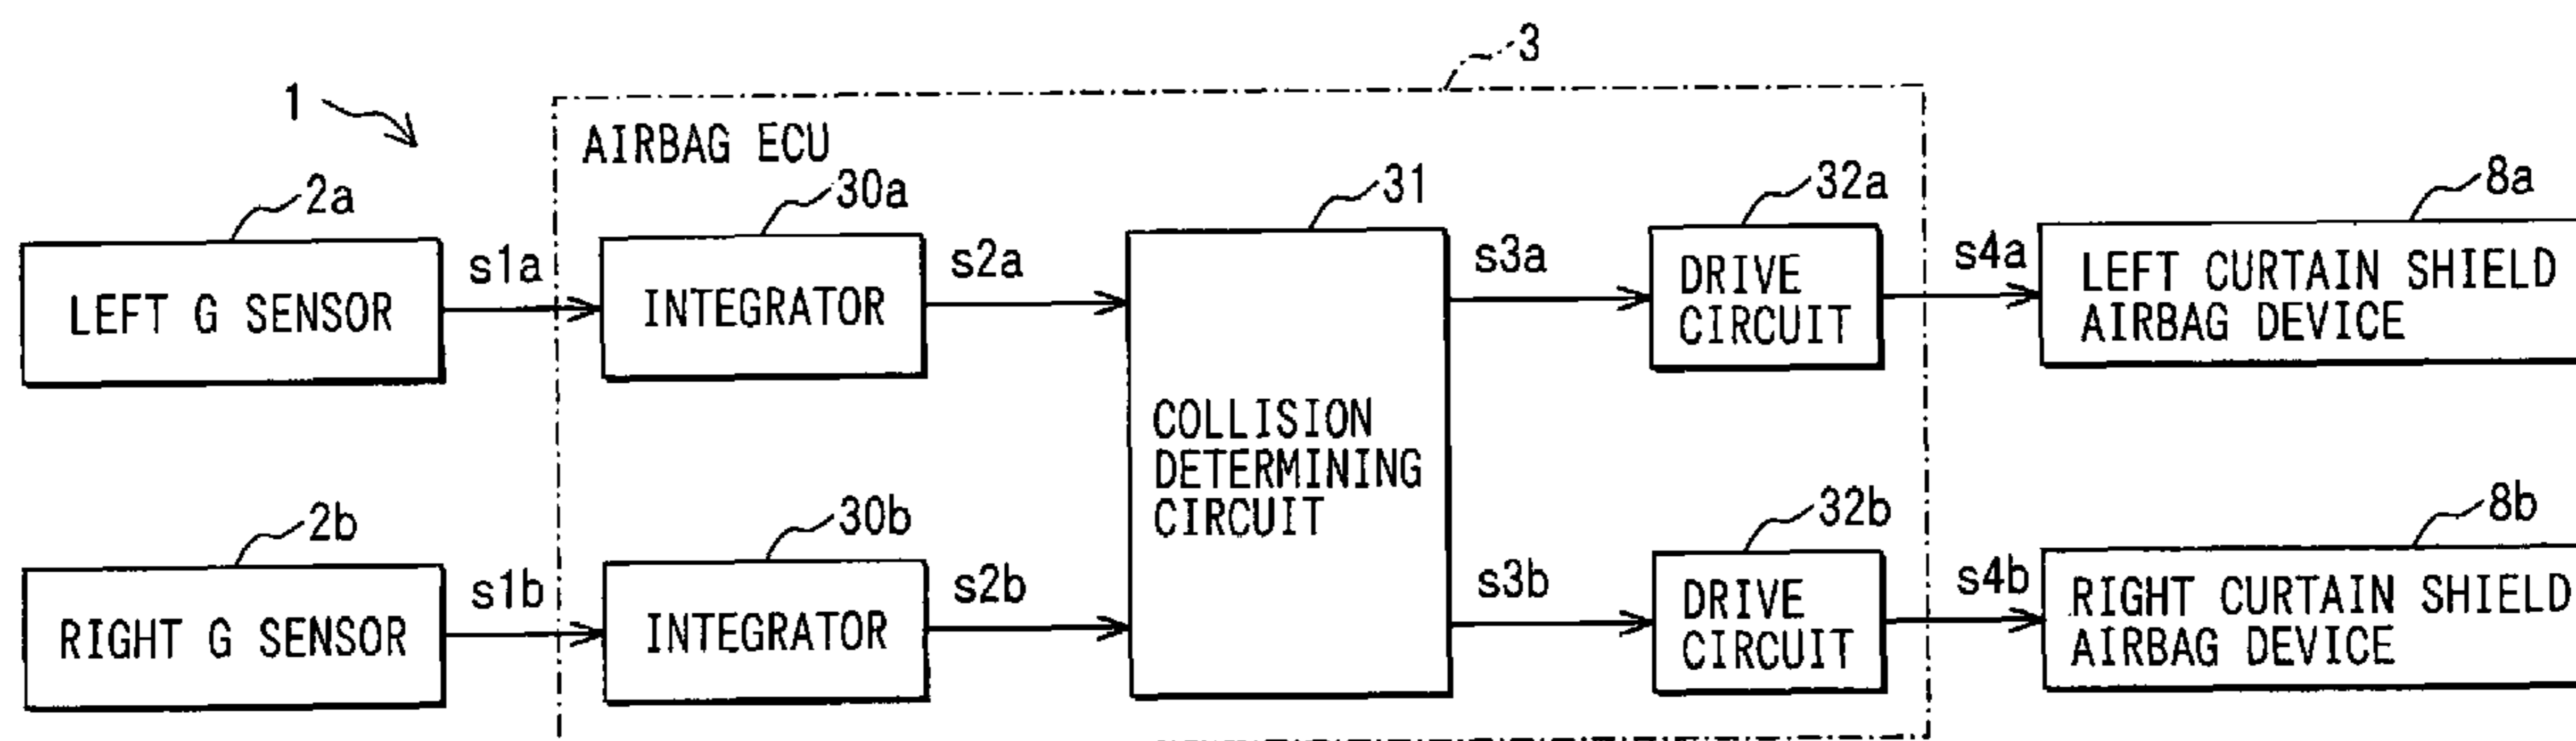 3
1
AIRBAG ECU
2a
30a
31
32a
8a
LEFT G SENSOR
s1a
INTEGRATOR
s2a
s3a
DRIVE
CIRCUIT
s4a
LEFT CURTAIN SHIELD
AIRBAG DEVICE
COLLISION
DETERMINING
CIRCUIT
2b
30b
32b
8b
RIGHT G SENSOR
s1b
INTEGRATOR
s2b
s3b
DRIVE
CIRCUIT
s4b
RIGHT CURTAIN SHIELD
AIRBAG DEVICE